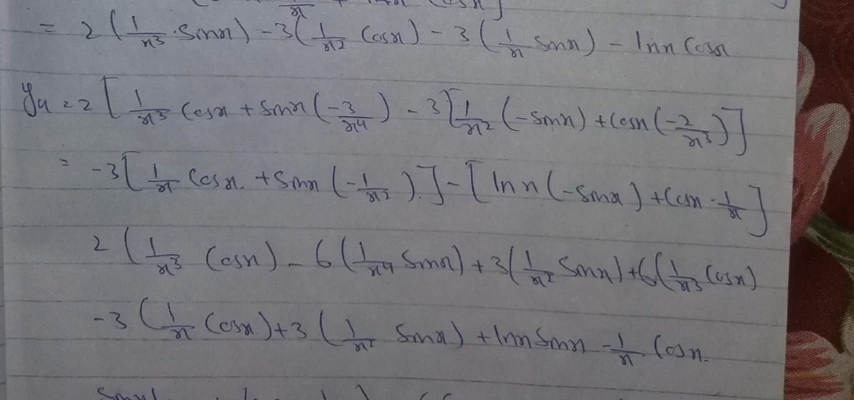 = 2 (1/x³ · Sinx) - 3(1/x² Cosx) - 3 (1/x Sinx) - lnx Cosx
y₄ = 2 [1/x³ Cosx + Sinx (-3/x⁴) - 3[1/x² (-Sinx) + Cosx (-2/x³)]
= -3[1/x Cosx. + Sinx (-1/x²)] - [lnx (-Sinx) + Cosx · 1/x]
2 (1/x³ Cosx) - 6 (1/x⁴ Sinx) + 3(1/x² Sinx) + 6(1/x³ Cosx)
-3 (1/x Cosx) + 3 (1/x² Sinx) + lnx Sinx - 1/x Cosx.